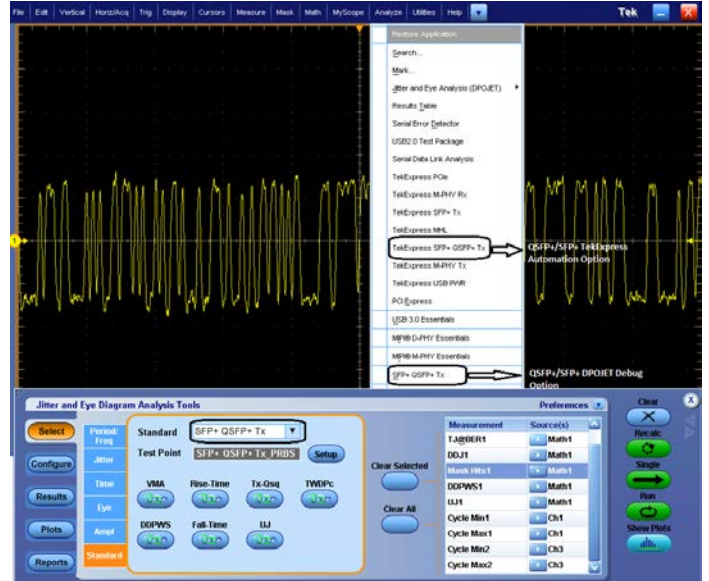 File Edit Vertical Horiz/Acq Trig Display Cursors Measure Mask Math MyScope Analyze Utilities Help Tek
Restore Application
Search...
Mark...
Jitter and Eye Analysis (DPOJET)
Results Table
Serial Error Detector
USB2.0 Test Package
Serial Data Link Analysis
TekExpress PCIe
TekExpress M-PHY Rx
TekExpress SFP+ Tx
TekExpress MHL
TekExpress SFP+ QSFP+ Tx
QSFP+/SFP+ TekExpress
Automation Option
TekExpress M-PHY Tx
TekExpress USB PWR
PCI Express
USB 3.0 Essentials
MIPI® D-PHY Essentials
MIPI® M-PHY Essentials
SFP+ QSFP+ Tx
QSFP+/SFP+ DPOJET Debug
Option
1
Jitter and Eye Diagram Analysis Tools
Preferences
Clear
X
Select
Configure
Results
Plots
Reports
Period/
Freq
Jitter
Time
Eye
Ampl
Standard
Standard SFP+ QSFP+ Tx
Test Point SFP+ QSFP+ Tx_PRBS Setup
VMA Rise-Time Tx-Qsq TWDPc
DDPWS Fall-Time UJ
Clear Selected
Clear All
Measurement Source(s)
TJ@BER1 Math1
DDJ1 Math1
Mask Hits1 Math1
DDPWS1 Math1
UJ1 Math1
Cycle Min1 Ch1
Cycle Max1 Ch1
Cycle Min2 Ch3
Cycle Max2 Ch3
Recalc
Single
Run
Show Plots